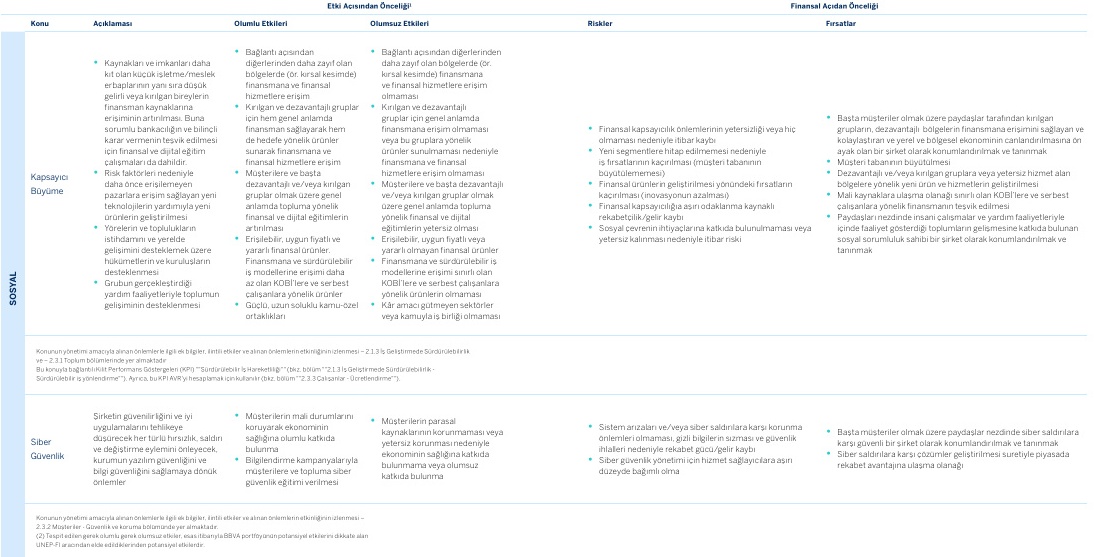 Etki Açısından Önceliği¹
Finansal Açıdan Önceliği
Konu
Açıklaması
Olumlu Etkileri
Olumsuz Etkileri
Riskler
Fırsatlar
SOSYAL
Kapsayıcı
Büyüme
• Kaynakları ve imkanları daha
kıt olan küçük işletme/meslek
erbaplarının yanı sıra düşük
gelirli veya kırılgan bireylerin
finansman kaynaklarına
erişiminin artırılması. Buna
sorumlu bankacılığın ve bilinçli
karar vermenin teşvik edilmesi
için finansal ve dijital eğitim
çalışmaları da dahildir.
• Risk faktörleri nedeniyle
daha önce erişilemeyen
pazarlara erişim sağlayan yeni
teknolojilerin yardımıyla yeni
ürünlerin geliştirilmesi
• Yörelerin ve toplulukların
istihdamını ve yerelde
gelişimini desteklemek üzere
hükümetlerin ve kuruluşların
desteklenmesi
• Grubun gerçekleştirdiği
yardım faaliyetleriyle toplumun
gelişiminin desteklenmesi
• Bağlantı açısından
diğerlerinden daha zayıf olan
bölgelerde (ör. kırsal kesimde)
finansmana ve finansal
hizmetlere erişim
• Kırılgan ve dezavantajlı gruplar
için hem genel anlamda
finansman sağlayarak hem
de hedefe yönelik ürünler
sunarak finansmana ve
finansal hizmetlere erişim
• Müşterilere ve başta
dezavantajlı ve/veya kırılgan
gruplar olmak üzere genel
anlamda topluma yönelik
finansal ve dijital eğitimlerin
artırılması
• Erişilebilir, uygun fiyatlı ve
yararlı finansal ürünler.
Finansmana ve sürdürülebilir
iş modellerine erişimi daha
az olan KOBİ'lere ve serbest
çalışanlara yönelik ürünler
• Güçlü, uzun soluklu kamu-özel
ortaklıkları
• Bağlantı açısından diğerlerinden
daha zayıf olan bölgelerde (ör.
kırsal kesimde) finansmana
ve finansal hizmetlere erişim
olmaması
• Kırılgan ve dezavantajlı
gruplar için genel anlamda
finansmana erişim olmaması
veya bu gruplara yönelik
ürünler sunulmaması nedeniyle
finansmana ve finansal
hizmetlere erişim olmaması
• Müşterilere ve/veya başta
dezavantajlı ve/veya kırılgan
gruplar olmak üzere genel
anlamda topluma yönelik
finansal ve dijital
eğitimlerin yetersiz olması
• Erişilebilir, uygun fiyatlı veya
yararlı olmayan finansal ürünler
• Finansmana ve sürdürülebilir iş
modellerine erişimi sınırlı olan
KOBİ'lere ve serbest çalışanlara
yönelik ürünlerin olmaması
• Kâr amacı gütmeyen sektörler
veya kamuyla iş birliği olmaması
• Finansal kapsayıcılık önlemlerinin yetersizliği veya hiç
olmaması nedeniyle itibar kaybı
• Yeni segmentlere hitap edilmemesi nedeniyle
iş fırsatlarının kaçırılması (müşteri tabanının
büyütülememesi)
• Finansal ürünlerin geliştirilmesi yönündeki fırsatların
kaçırılması (inovasyonun azalması)
• Finansal kapsayıcılığa aşırı odaklanma kaynaklı
rekabetçilik/gelir kaybı
• Sosyal çevrenin ihtiyaçlarına katkıda bulunulmaması veya
yetersiz kalınması nedeniyle itibar riski
• Başta müşteriler olmak üzere paydaşlar tarafından kırılgan
grupların, dezavantajlı bölgelerin finansmana erişimini sağlayan ve
kolaylaştıran ve yerel ve bölgesel ekonominin canlandırılmasına ön
ayak olan bir şirket olarak konumlandırılmak ve tanınmak
• Müşteri tabanının büyütülmesi
• Dezavantajlı ve/veya kırılgan gruplara veya yetersiz hizmet alan
bölgelere yönelik yeni ürün ve hizmetlerin geliştirilmesi
• Mali kaynaklara ulaşma olanağı sınırlı olan KOBİ'lere ve serbest
çalışanlara yönelik finansmanın teşvik edilmesi
• Paydaşları nezdinde insani çalışmalar ve yardım faaliyetleriyle
içinde faaliyet gösterdiği toplumların gelişmesine katkıda bulunan
sosyal sorumluluk sahibi bir şirket olarak konumlandırılmak ve
tanınmak
Konunun yönetimi amacıyla alınan önlemlerle ilgili ek bilgiler, ilintili etkiler ve alınan önlemlerin etkinliğinin izlenmesi – 2.1.3 İş Geliştirmede Sürdürülebilirlik
ve – 2.3.1 Toplum bölümlerinde yer almaktadır
Bu konuyla bağlantılı Kilit Performans Göstergeleri (KPI) ""Sürdürülebilir İş Hareketliliği"" (bkz. bölüm ""2.1.3 İş Geliştirmede Sürdürülebilirlik -
Sürdürülebilir iş yönlendirme""). Ayrıca, bu KPI AVR'yi hesaplamak için kullanılır (bkz. bölüm ""2.3.3 Çalışanlar - Ücretlendirme"").
Siber
Güvenlik
Şirketin güvenilirliğini ve iyi
uygulamalarını tehlikeye
düşürecek her türlü hırsızlık, saldırı
ve değiştirme eylemini önleyecek,
kurumun yazılım güvenliğini ve
bilgi güvenliğini sağlamaya dönük
önlemler
• Müşterilerin mali durumlarını
koruyarak ekonominin
sağlığına olumlu katkıda
bulunma
• Bilgilendirme kampanyalarıyla
müşterilere ve topluma siber
güvenlik eğitimi verilmesi
• Müşterilerin parasal
kaynaklarının korunmaması veya
yetersiz korunması nedeniyle
ekonominin sağlığına katkıda
bulunmama veya olumsuz
katkıda bulunma
• Sistem arızaları ve/veya siber saldırılara karşı korunma
önlemleri olmaması, gizli bilgilerin sızması ve güvenlik
ihlalleri nedeniyle rekabet gücü/gelir kaybı
• Siber güvenlik yönetimi için hizmet sağlayıcılara aşırı
düzeyde bağımlı olma
• Başta müşteriler olmak üzere paydaşlar nezdinde siber saldırılara
karşı güvenli bir şirket olarak konumlandırılmak ve tanınmak
• Siber saldırılara karşı çözümler geliştirilmesi suretiyle piyasada
rekabet avantajına ulaşma olanağı
Konunun yönetimi amacıyla alınan önlemlerle ilgili ek bilgiler, ilintili etkiler ve alınan önlemlerin etkinliğinin izlenmesi –
2.3.2 Müşteriler - Güvenlik ve koruma bölümünde yer almaktadır.
(2) Tespit edilen gerek olumlu gerek olumsuz etkiler, esas itibarıyla BBVA portföyünün potansiyel etkilerini dikkate alan
UNEP-FI aracından elde edildiklerinden potansiyel etkilerdir.